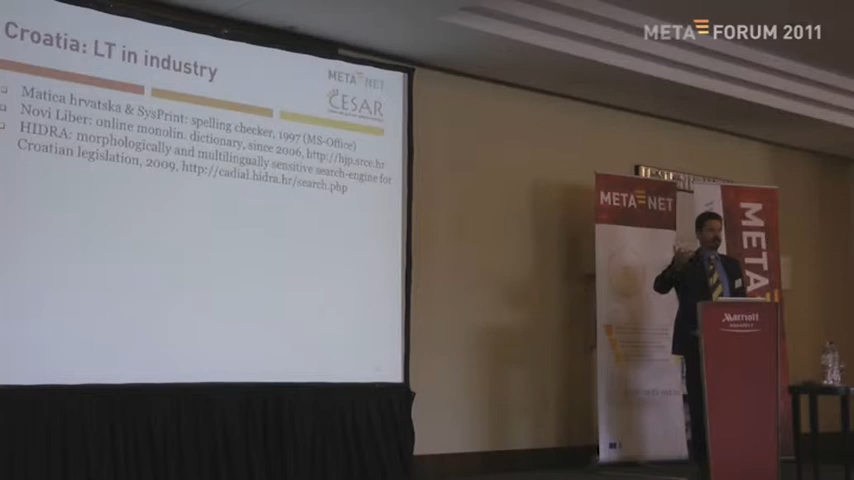 META FORUM 2011
Croatia: LT in industry
META NET
CESAR
Matica hrvatska & SysPrint: spelling checker, 1997 (MS-Office)
Novi Liber: online monolin. dictionary, since 2006, http://hjp.srce.hr
HIDRA: morphologically and multilingually sensitive search-engine for
Croatian legislation, 2009, http://cadial.hidra.hr/search.php
META NET
META
Marriott